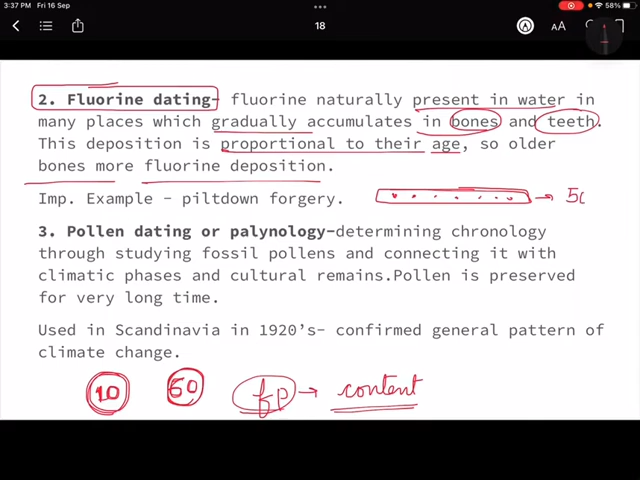 3:37 PM Fri 16 Sep
58%
18
AA
2. Fluorine dating- fluorine naturally present in water in
many places which gradually accumulates in bones and teeth.
This deposition is proportional to their age, so older
bones more fluorine deposition.
Imp. Example - piltdown forgery.
→ 50
3. Pollen dating or palynology-determining chronology
through studying fossil pollens and connecting it with
climatic phases and cultural remains.Pollen is preserved
for very long time.
Used in Scandinavia in 1920's- confirmed general pattern of
climate change.
10 50 fp → content